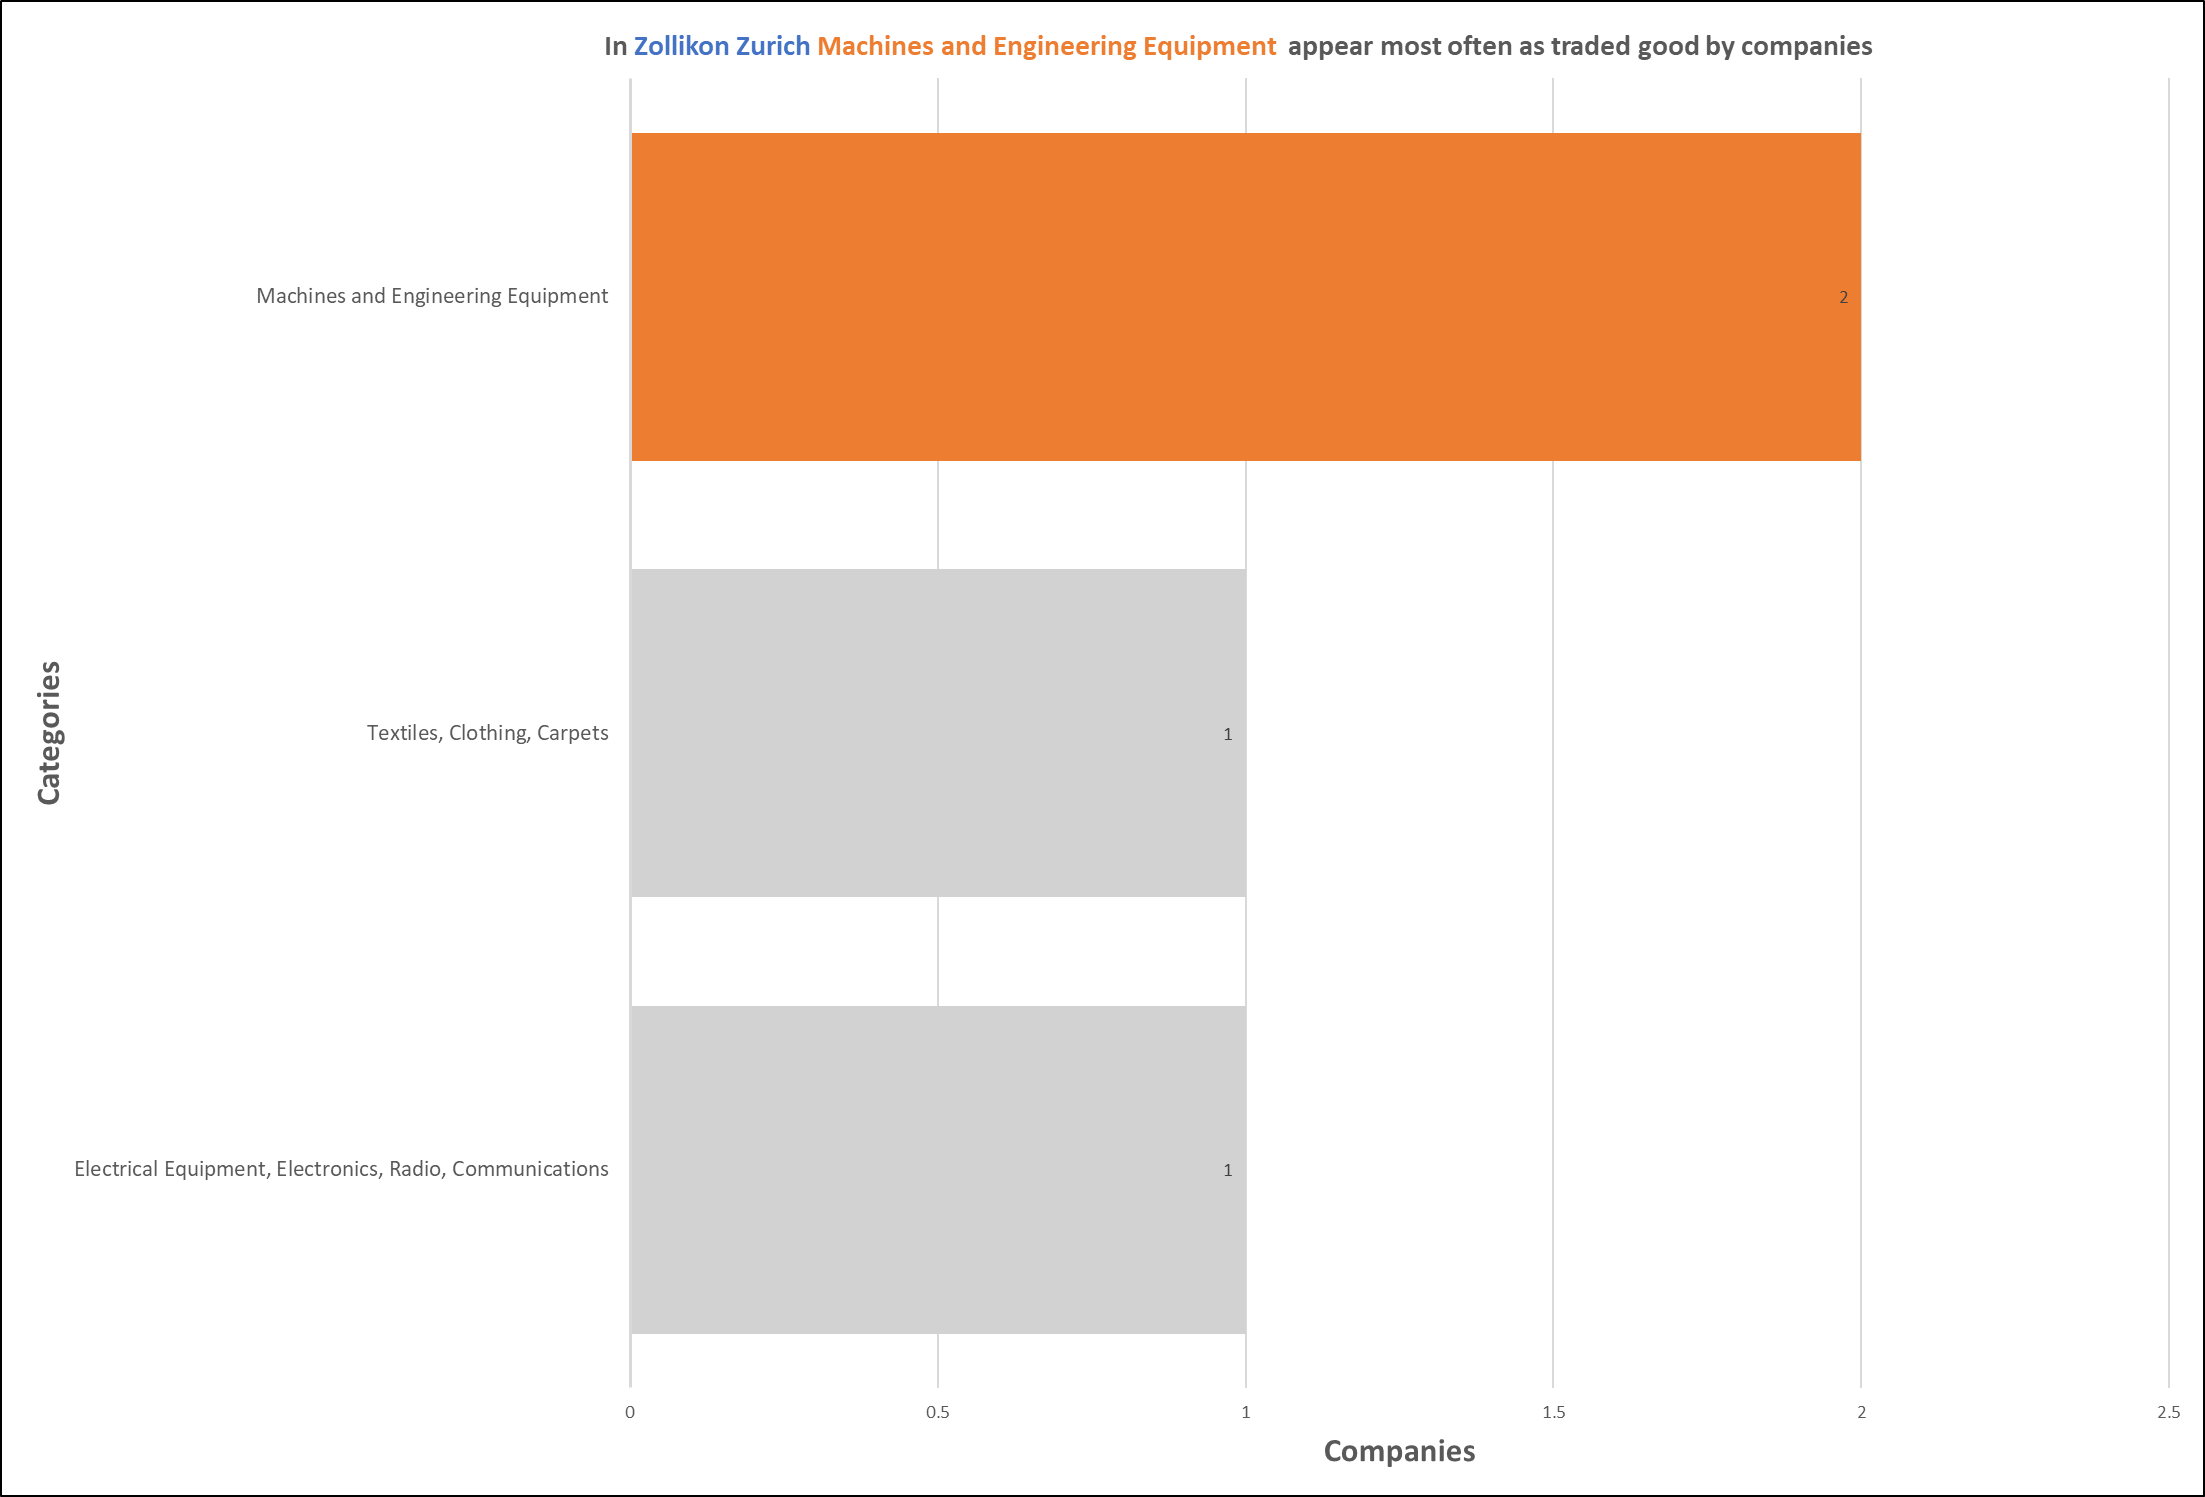 In Zollikon Zurich Machines and Engineering Equipment appear most often as traded good by companies
Machines and Engineering Equipment
2
Textiles, Clothing, Carpets
1
Categories
Electrical Equipment, Electronics, Radio, Communications
1
0 0.5 1 1.5 2 2.5
Companies